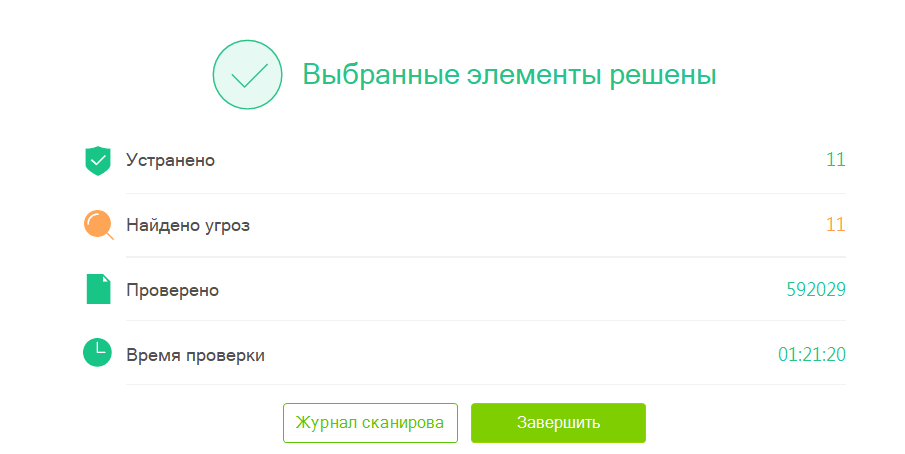 Выбранные элементы решены
Устранено 11
Найдено угроз 11
Проверено 592029
Время проверки 01:21:20
Журнал сканирова Завершить